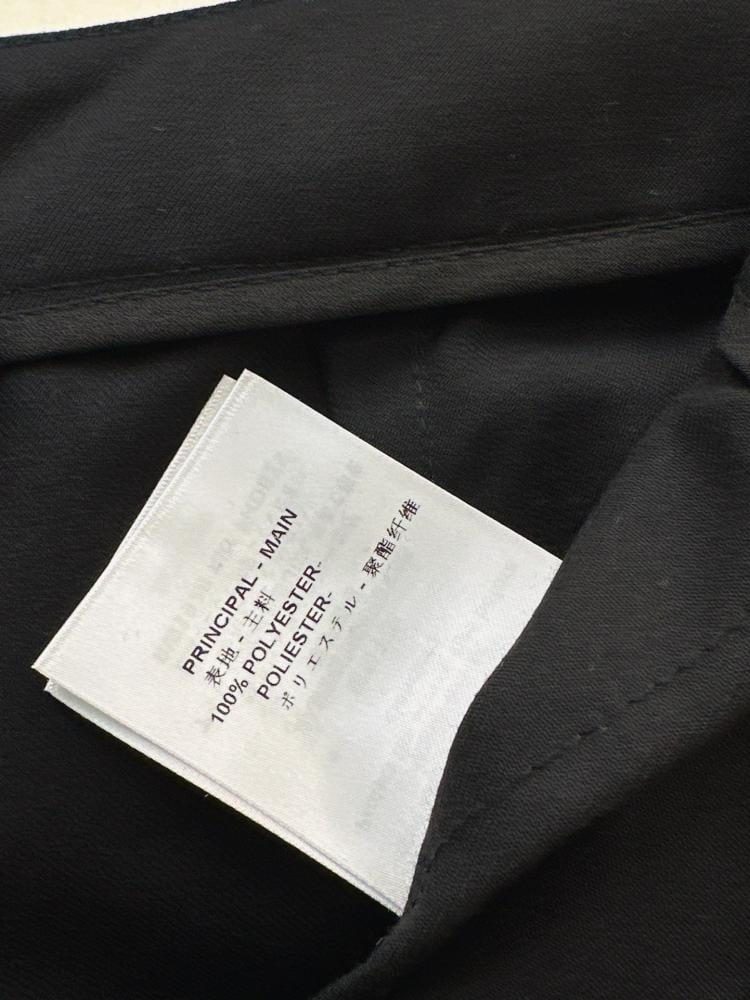 PRINCIPAL - MAIN
表地 - 主料
100% POLYESTER-
POLIESTER-
ポリエステル - 聚酯纤维